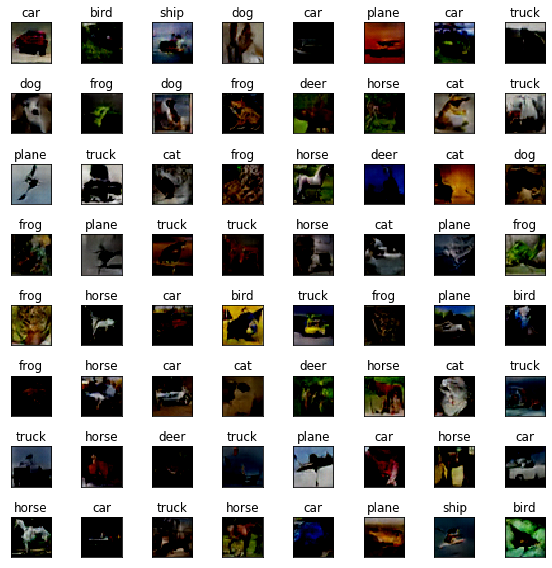 car bird ship dog car plane car truck
dog frog dog frog deer horse cat truck
plane truck cat frog horse deer cat dog
frog plane truck truck horse cat plane frog
frog horse car bird truck frog plane bird
frog horse car cat deer horse cat truck
truck horse deer truck plane car horse car
horse car truck horse car plane ship bird